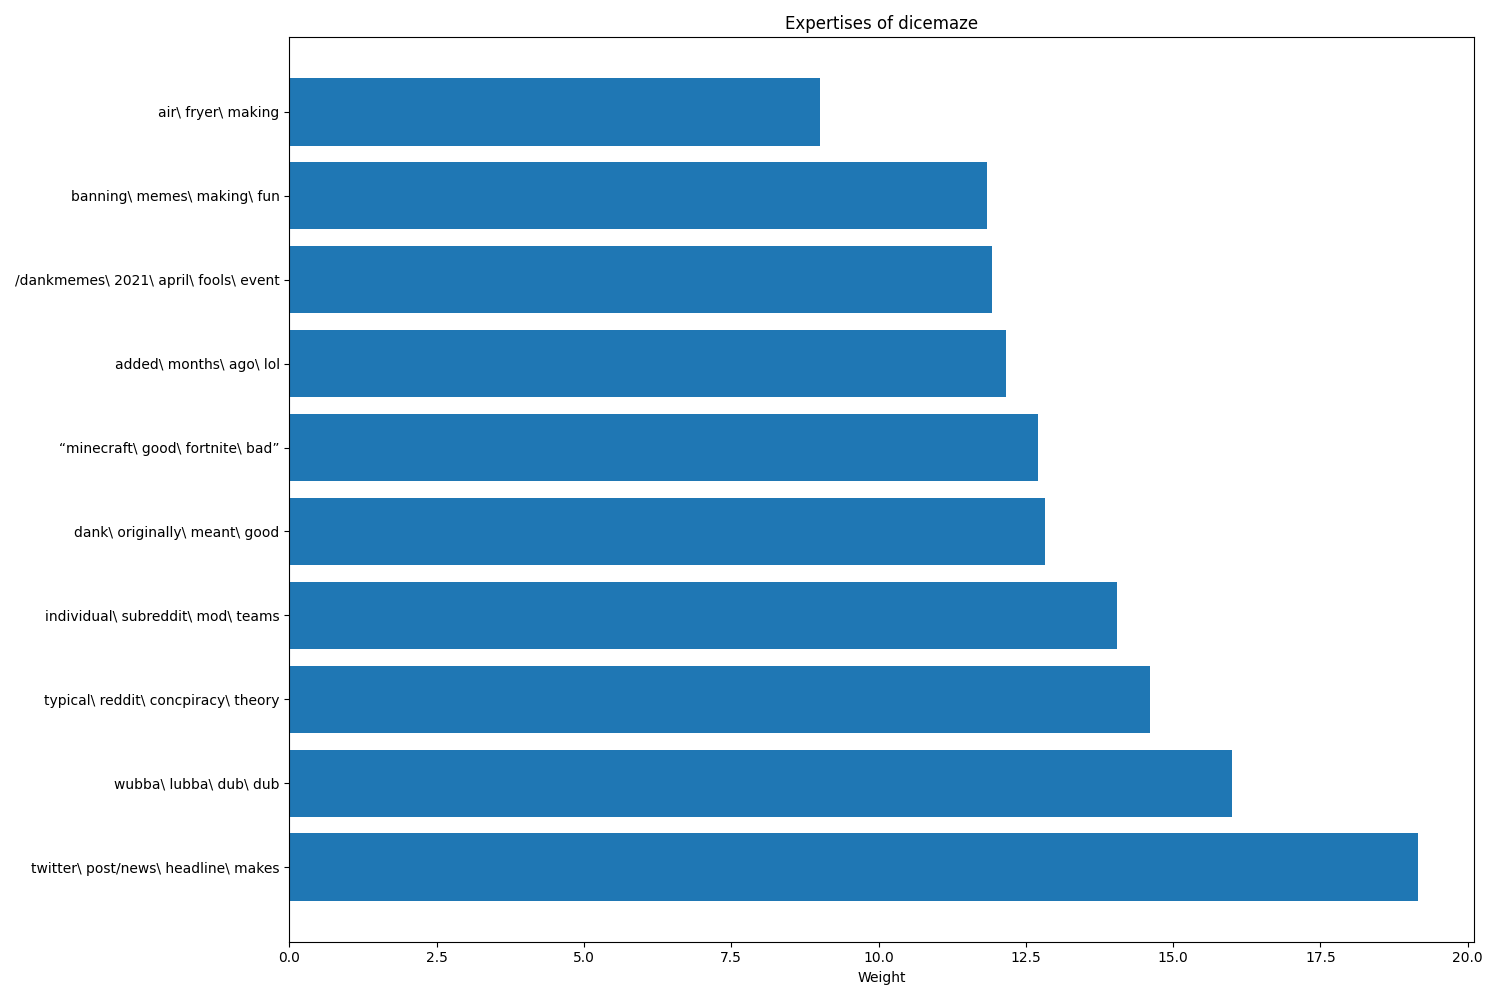 Expertises of dicemaze
air\ fryer\ making
banning\ memes\ making\ fun
/dankmemes\ 2021\ april\ fools\ event
added\ months\ ago\ lol
“minecraft\ good\ fortnite\ bad”
dank\ originally\ meant\ good
individual\ subreddit\ mod\ teams
typical\ reddit\ concpiracy\ theory
wubba\ lubba\ dub\ dub
twitter\ post/news\ headline\ makes
0.0 2.5 5.0 7.5 10.0 12.5 15.0 17.5 20.0
Weight